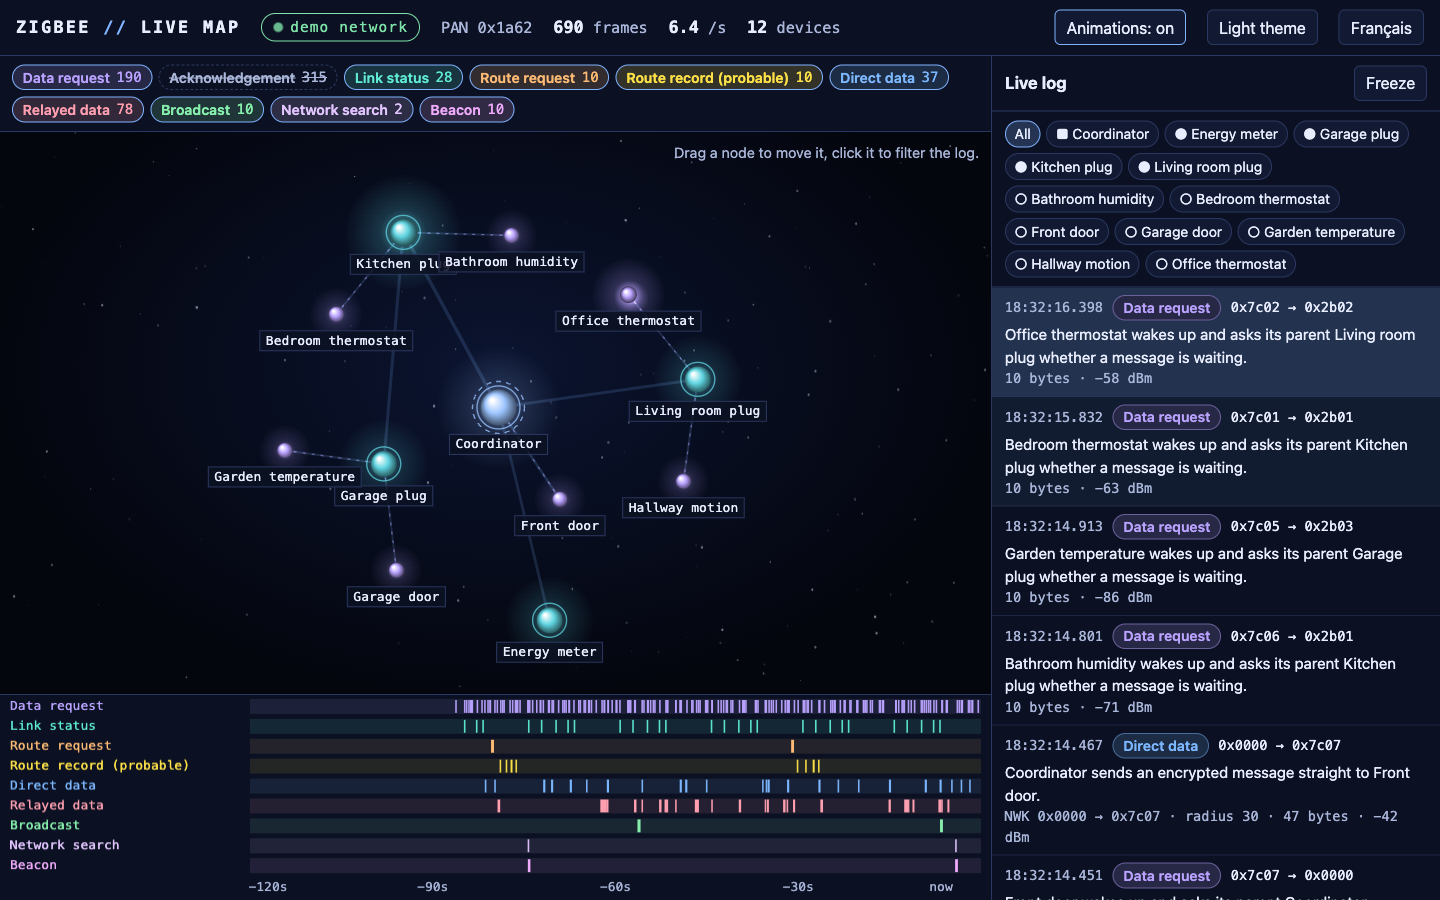 ZIGBEE // LIVE MAP
demo network
PAN 0x1a62
690 frames
6.4 /s
12 devices
Animations: on
Light theme
Français
Data request 190
Acknowledgement 315
Link status 28
Route request 10
Route record (probable) 10
Direct data 37
Relayed data 78
Broadcast 10
Network search 2
Beacon 10
Drag a node to move it, click it to filter the log.
Bathroom humidity
Office thermostat
Bedroom thermostat
Living room plug
Coordinator
Garden temperature
Garage plug
Hallway motion
Front door
Garage door
Energy meter
Data request
Link status
Route request
Route record (probable)
Direct data
Relayed data
Broadcast
Network search
Beacon
-120s
-90s
-60s
-30s
now
Live log
Freeze
All
Coordinator
Energy meter
Garage plug
Kitchen plug
Living room plug
Bathroom humidity
Bedroom thermostat
Front door
Garage door
Garden temperature
Hallway motion
Office thermostat
18:32:16.398 Data request 0x7c02 → 0x2b02
Office thermostat wakes up and asks its parent Living room
plug whether a message is waiting.
10 bytes · −58 dBm
18:32:15.832 Data request 0x7c01 → 0x2b01
Bedroom thermostat wakes up and asks its parent Kitchen
plug whether a message is waiting.
10 bytes · −63 dBm
18:32:14.913 Data request 0x7c05 → 0x2b03
Garden temperature wakes up and asks its parent Garage
plug whether a message is waiting.
10 bytes · −86 dBm
18:32:14.801 Data request 0x7c06 → 0x2b01
Bathroom humidity wakes up and asks its parent Kitchen
plug whether a message is waiting.
10 bytes · −71 dBm
18:32:14.467 Direct data 0x0000 → 0x7c07
Coordinator sends an encrypted message straight to Front
door.
NWK 0x0000 → 0x7c07 · radius 30 · 47 bytes · −42
dBm
18:32:14.451 Data request 0x7c07 → 0x0000